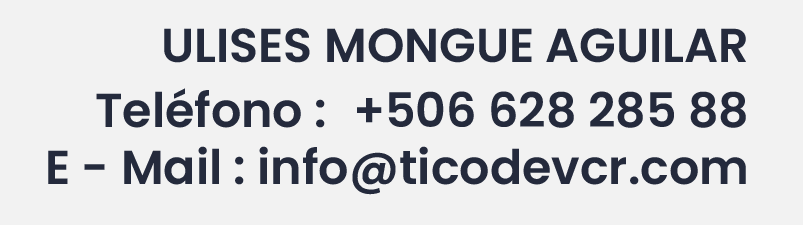 ULISES MONGUE AGUILAR
Teléfono : +506 628 285 88
E - Mail : info@ticodevcr.com